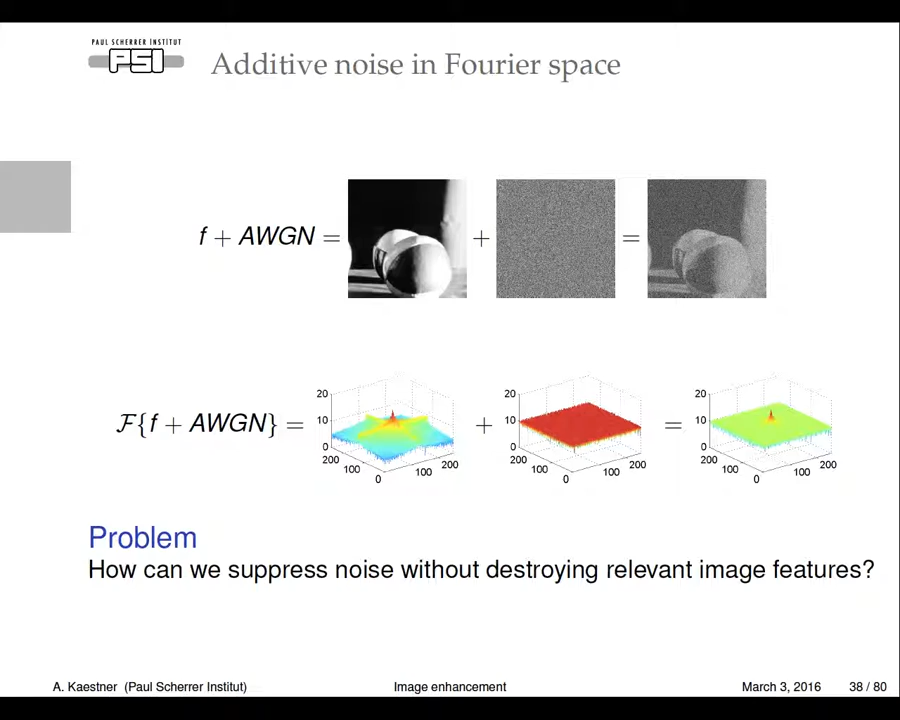 PAUL SCHERRER INSTITUT
PSI
Additive noise in Fourier space
f + AWGN = + =
20 20 20
10 10 10
F{f + AWGN} = + =
0 0 0
200 200 200
100 100 100
0 0 0
100 100 100
200 200 200
Problem
How can we suppress noise without destroying relevant image features?
A. Kaestner (Paul Scherrer Institut) Image enhancement March 3, 2016 38 / 80